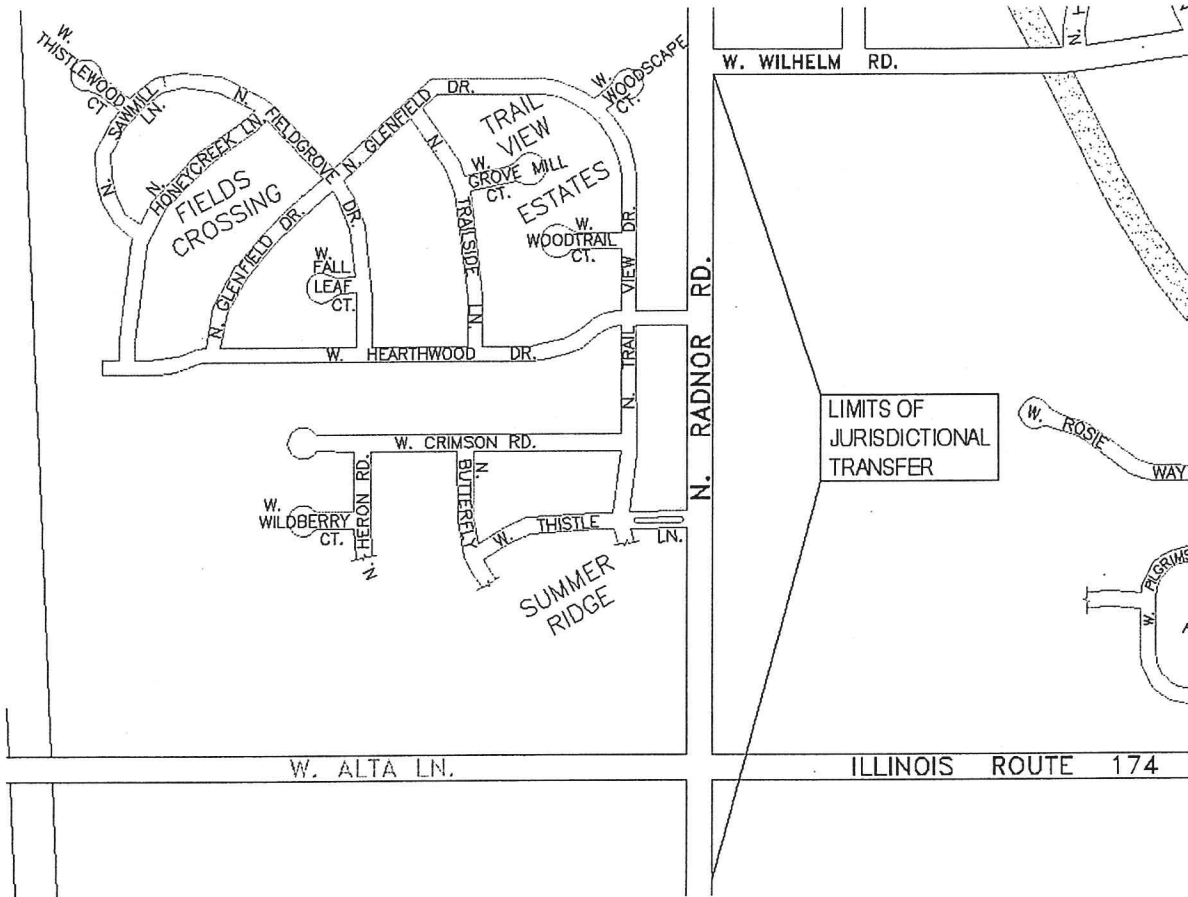 W.
THISTLEWOOD
CT
N. SAWMILL LN.
N. HONEYCREEK LN.
N. FIELDGROVE DR.
FIELDS
CROSSING
N. GLENFIELD DR.
N. GLENFIELD DR.
W.
FALL
LEAF
CT.
TRAIL
VIEW
ESTATES
W.
WOODSCAPE
CT.
N. TRAILSIDE LN.
W.
GROVE MILL
CT.
W.
WOODTRAIL
CT.
N. TRAIL VIEW DR.
W. HEARTHWOOD DR.
W. WILHELM RD.
N.
N. RADNOR RD.
LIMITS OF
JURISDICTIONAL
TRANSFER
W. ROSIE WAY
W. CRIMSON RD.
N. HERON RD.
N. BUTTERFLY
W.
WILDBERRY
CT.
W. THISTLE LN.
SUMMER
RIDGE
W. PILGRIMS
W. ALTA LN.
ILLINOIS ROUTE 174